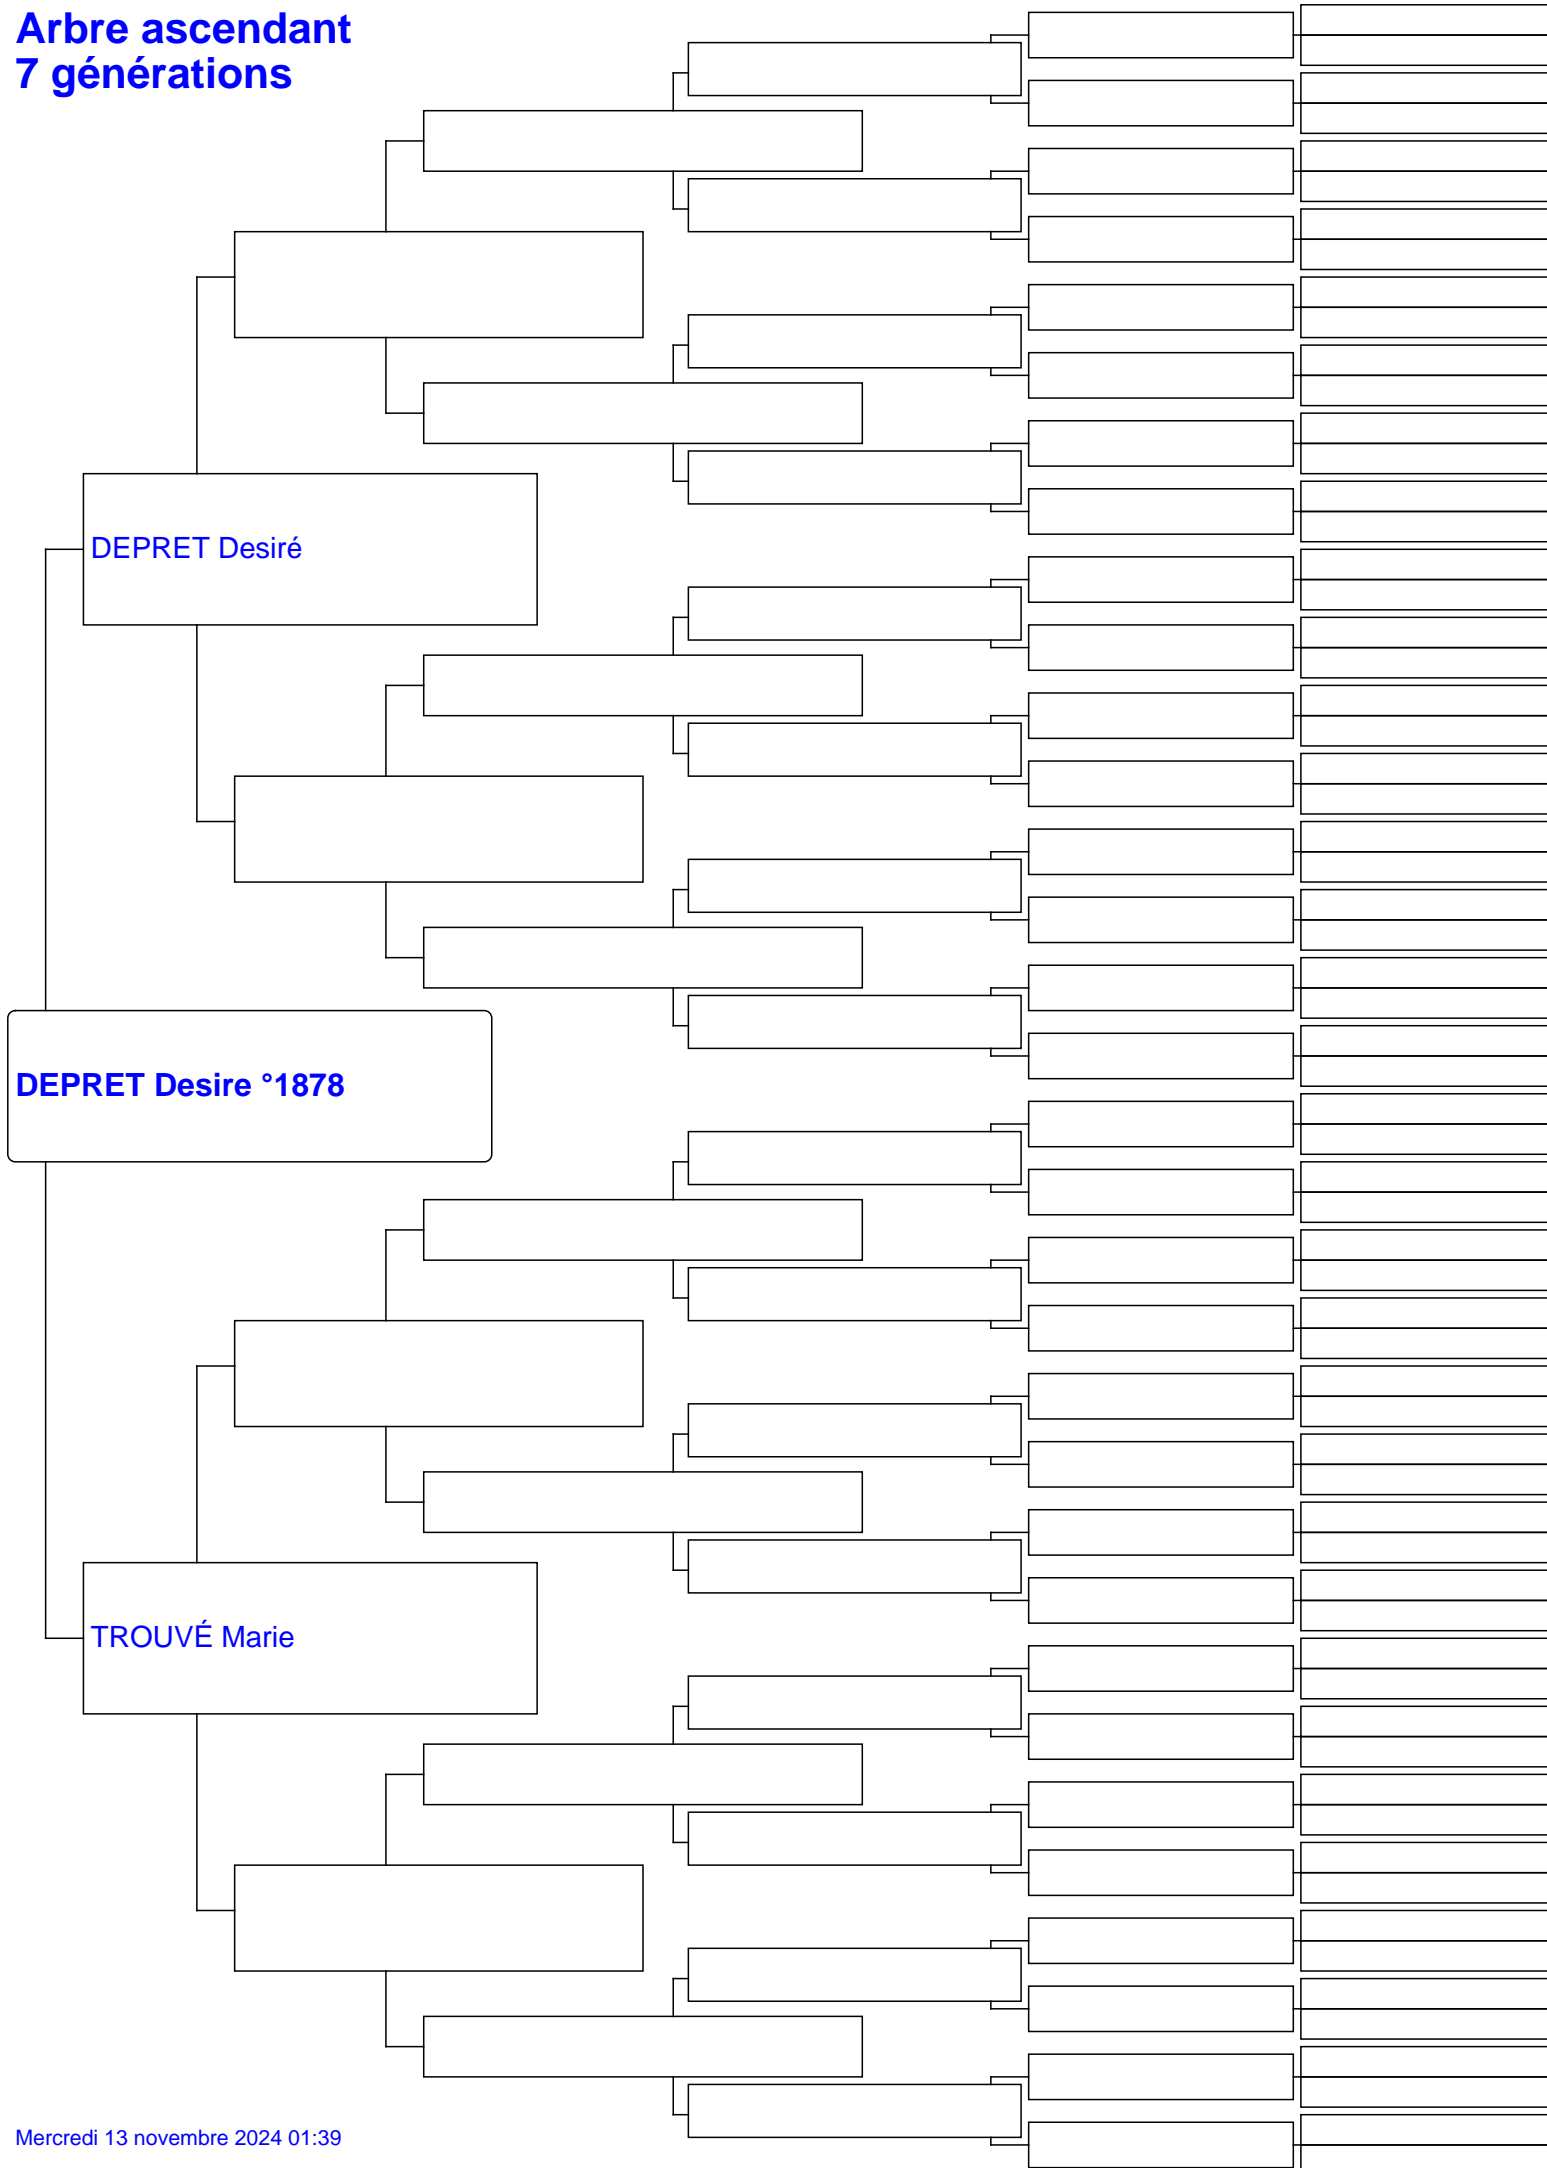 Arbre ascendant
7 générations
DEPRET Desiré
DEPRET Desire °1878
TROUVÉ Marie
Mercredi 13 novembre 2024 01:39